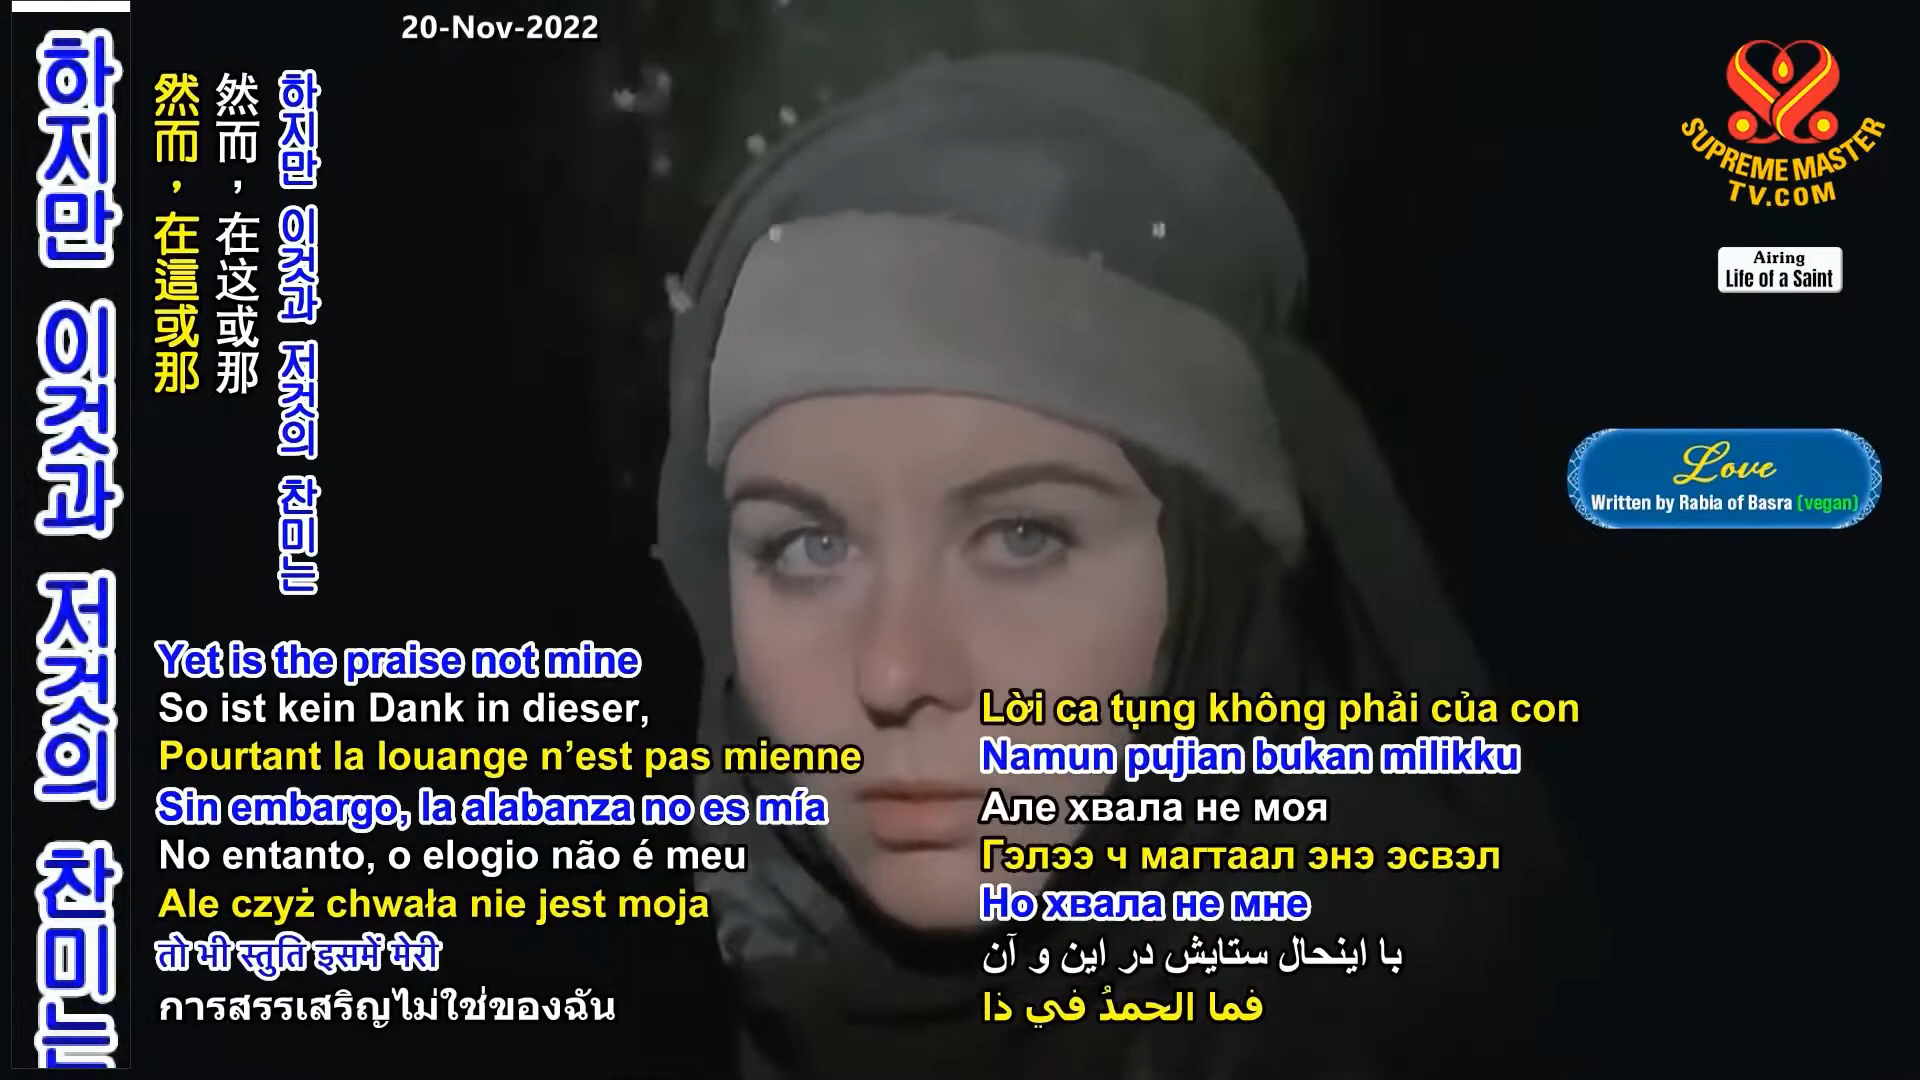 20-Nov-2022
하지만 이것과 저것의 찬미는
然而，在這或那
然而，在这或那
하지만 이것과 저것의 찬미는
SUPREME MASTER
TV.COM
Airing
Life of a Saint
Love
Written by Rabia of Basra (vegan)
Yet is the praise not mine
So ist kein Dank in dieser,
Pourtant la louange n’est pas mienne
Sin embargo, la alabanza no es mía
No entanto, o elogio não é meu
Ale czyż chwała nie jest moja
तो भी स्तुति इसमें मेरी
การสรรเสริญไม่ใช่ของฉัน
Lời ca tụng không phải của con
Namun pujian bukan milikku
Але хвала не моя
Гэлээ ч магтаал энэ эсвэл
Но хвала не мне
با اینحال ستایش در این و آن
فما الحمدُ في ذا